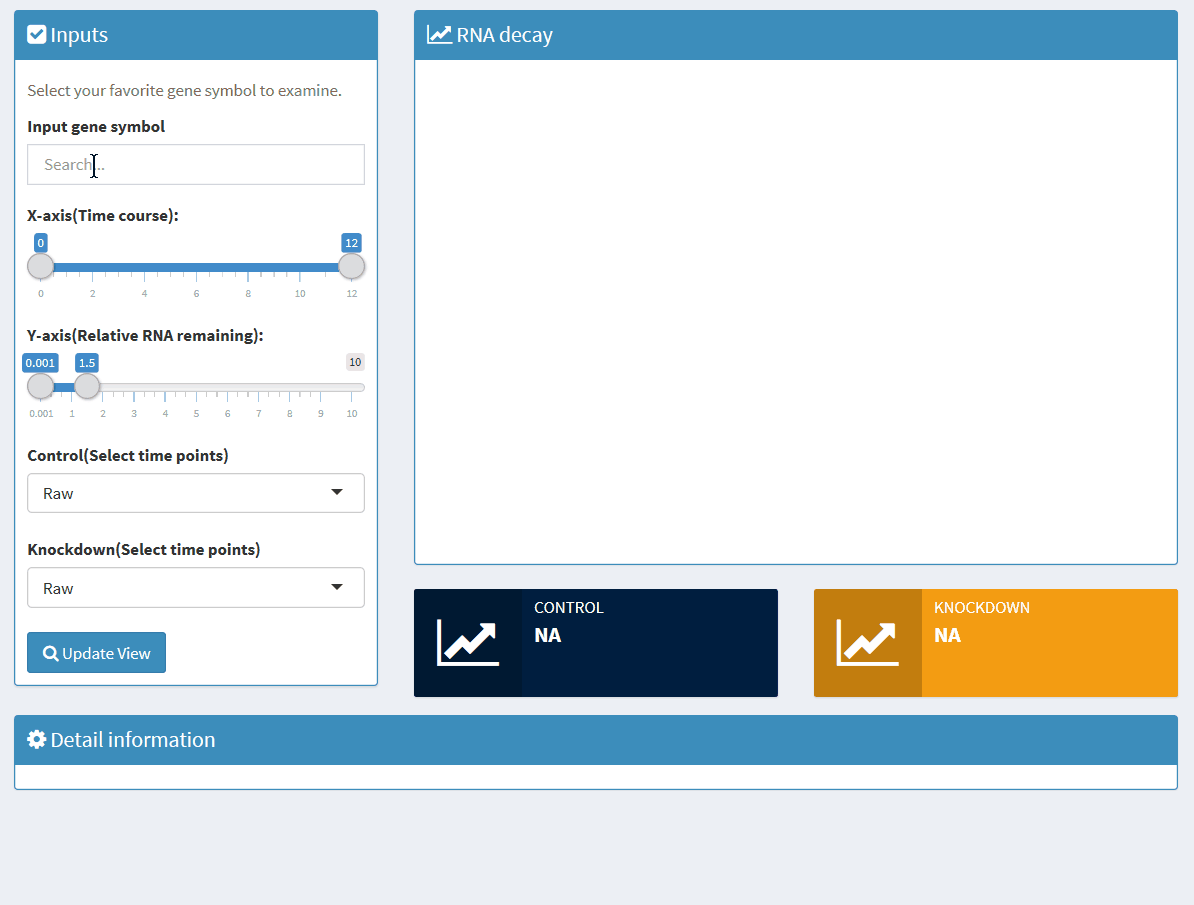 Inputs
Select your favorite gene symbol to examine.
Input gene symbol
Search...
X-axis(Time course):
0 12
0 2 4 6 8 10 12
Y-axis(Relative RNA remaining):
0.001 1.5 10
0.001 1 2 3 4 5 6 7 8 9 10
Control(Select time points)
Raw
Knockdown(Select time points)
Raw
Update View
RNA decay
CONTROL
NA
KNOCKDOWN
NA
Detail information